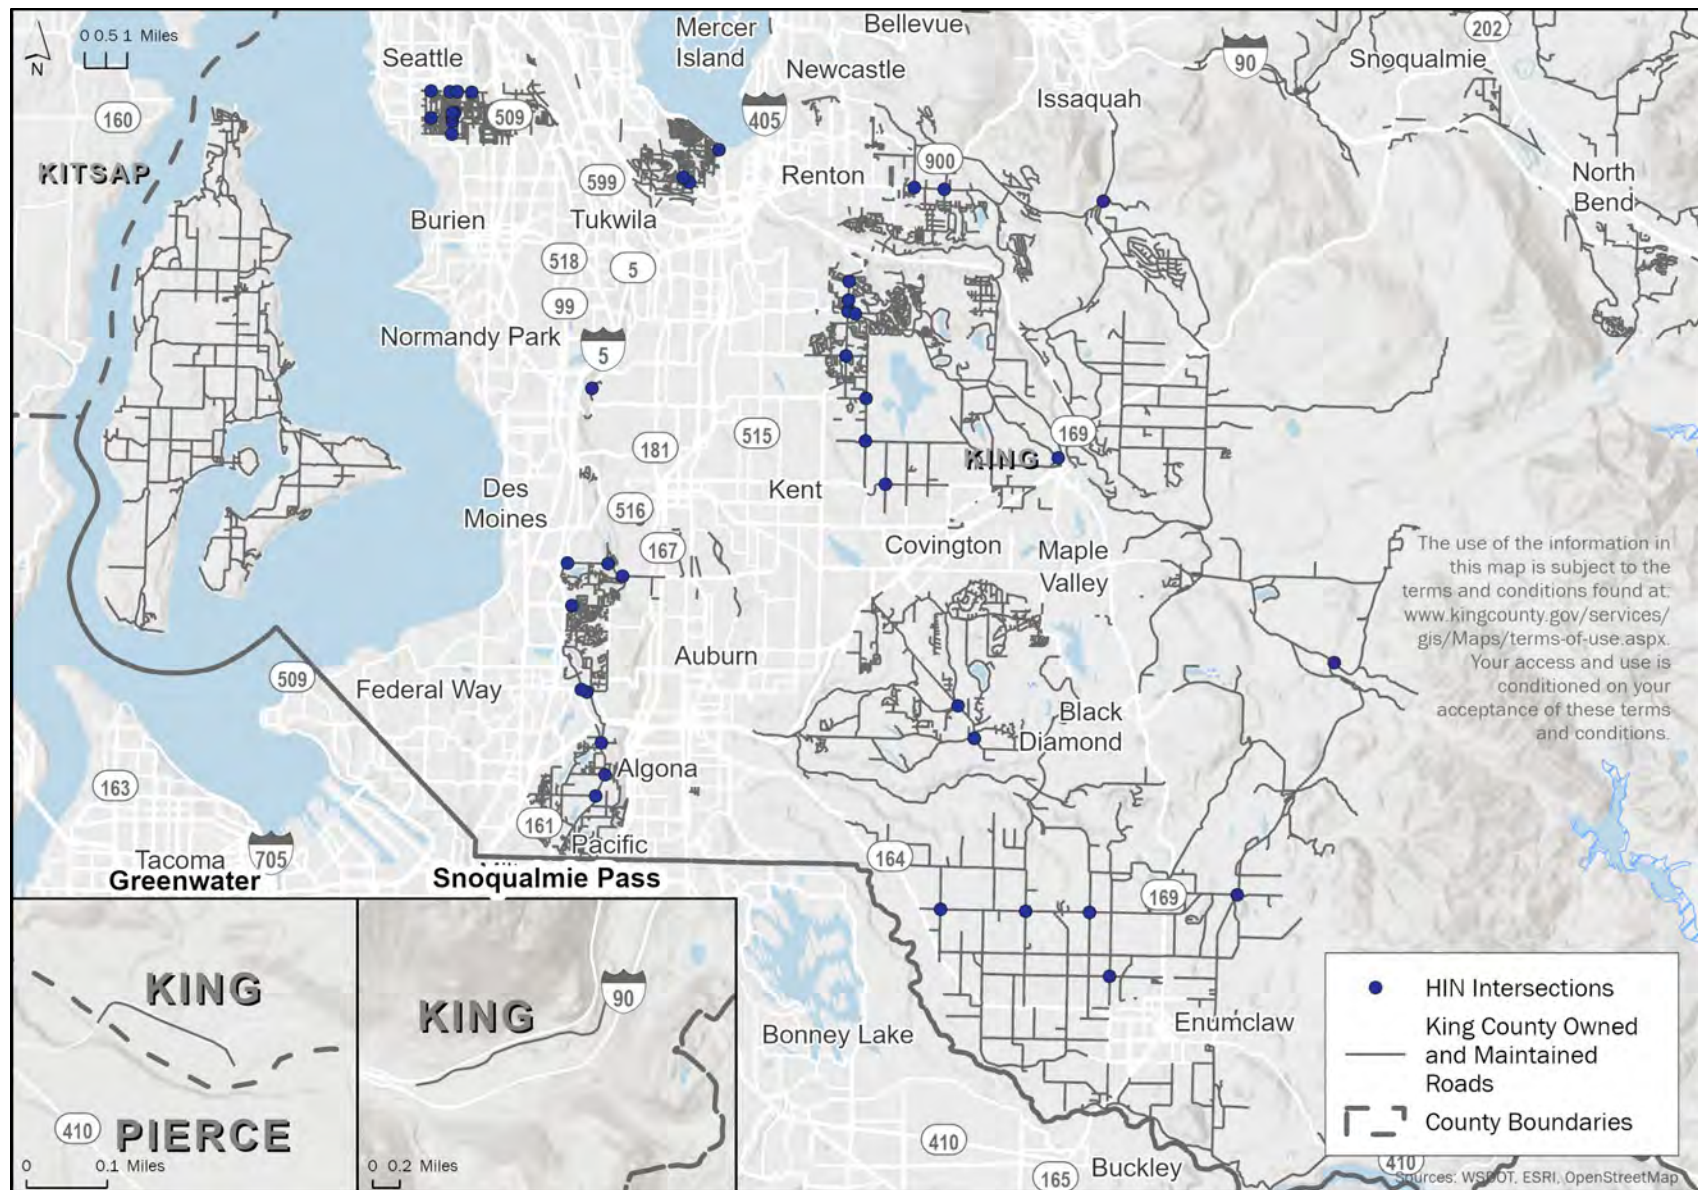 0 0.5 1 Miles
N
Seattle
Mercer
Island
Bellevue
Newcastle
202
Snoqualmie
90
Issaquah
160
509
405
KITSAP
599
Renton
900
North
Bend
Burien
Tukwila
518
5
99
Normandy Park
5
181
515
169
KING
Des
Moines
Kent
516
167
Covington
Maple
Valley
The use of the information in
this map is subject to the
terms and conditions found at:
www.kingcounty.gov/services/
gis/Maps/terms-of-use.aspx.
Your access and use is
conditioned on your
acceptance of these terms
and conditions.
Auburn
509
Federal Way
Black
Diamond
163
Algona
161
Pacific
Tacoma
705
164
169
Greenwater
Snoqualmie Pass
KING
PIERCE
410
0 0.1 Miles
KING
90
0 0.2 Miles
Bonney Lake
Enumclaw
410
165
Buckley
410
HIN Intersections
King County Owned
and Maintained
Roads
County Boundaries
Sources: WSDOT, ESRI, OpenStreetMap